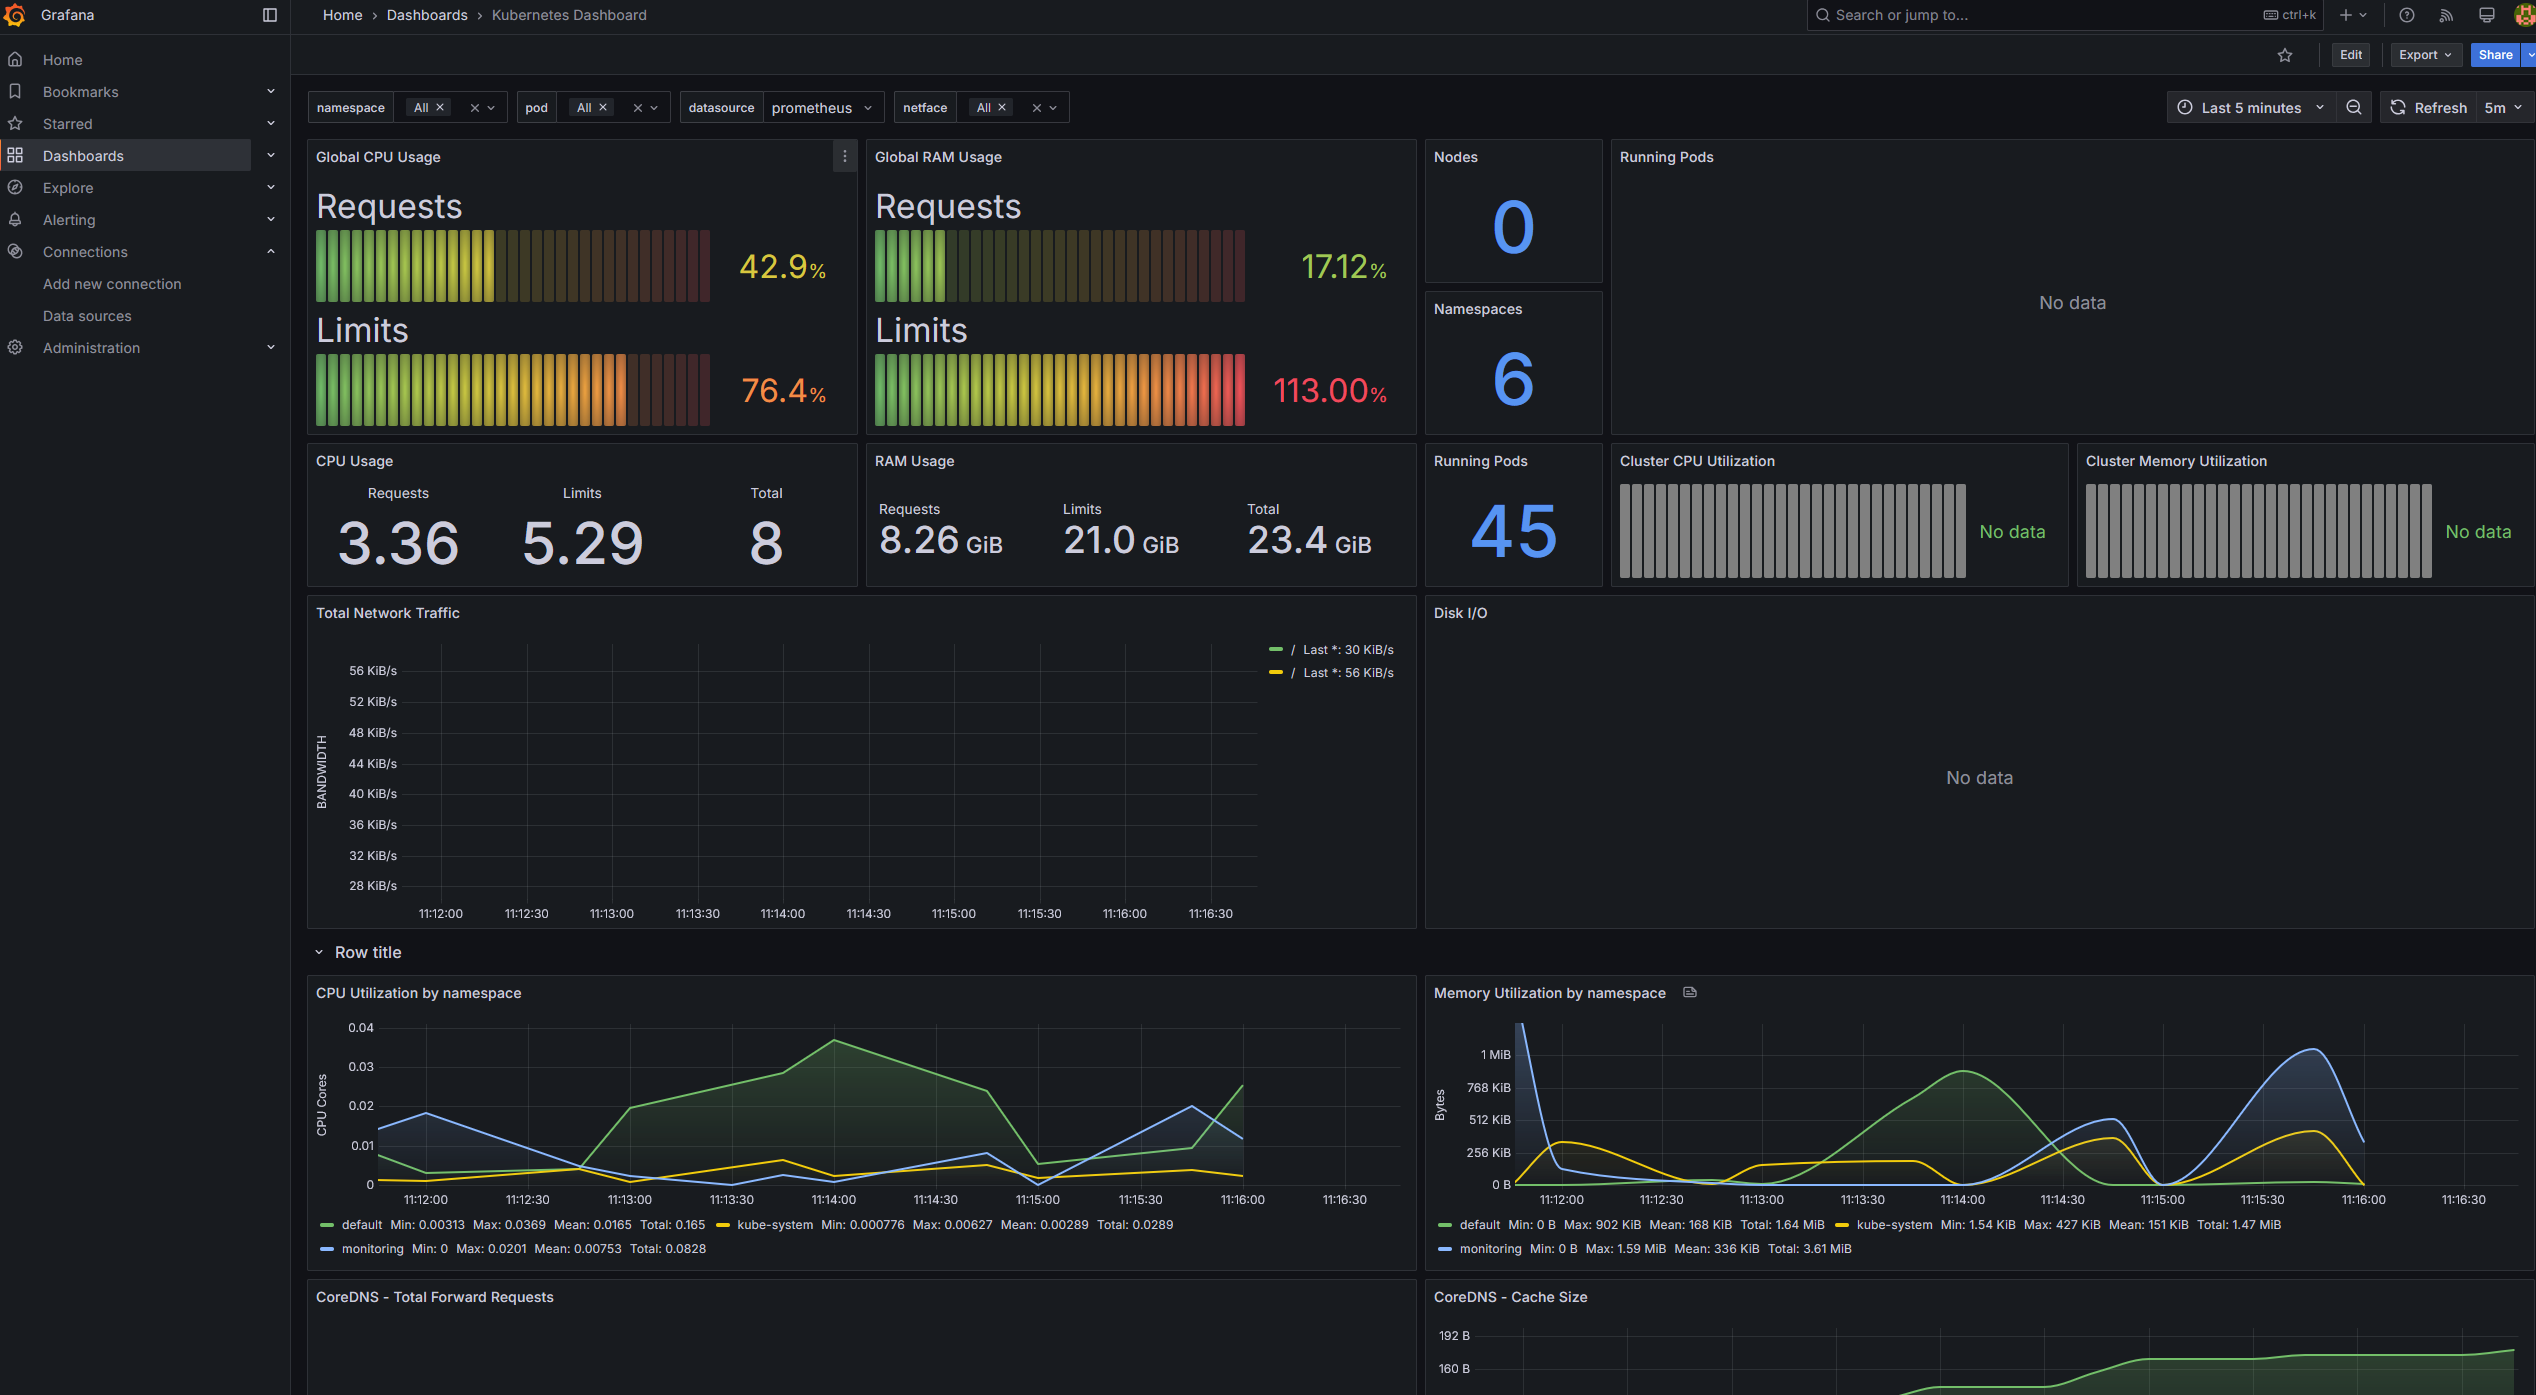 Grafana
Home › Dashboards › Kubernetes Dashboard
Search or jump to...
ctrl+k
Edit
Export
Share
Home
Bookmarks
Starred
Dashboards
Explore
Alerting
Connections
Add new connection
Data sources
Administration
namespace All
pod All
datasource prometheus
netface All
Last 5 minutes
Refresh 5m
Global CPU Usage
Requests
42.9%
Limits
76.4%
Global RAM Usage
Requests
17.12%
Limits
113.00%
Nodes
0
Namespaces
6
Running Pods
No data
CPU Usage
Requests Limits Total
3.36 5.29 8
RAM Usage
Requests Limits Total
8.26 GiB 21.0 GiB 23.4 GiB
Running Pods
45
Cluster CPU Utilization
No data
Cluster Memory Utilization
No data
Total Network Traffic
BANDWIDTH
56 KiB/s
52 KiB/s
48 KiB/s
44 KiB/s
40 KiB/s
36 KiB/s
32 KiB/s
28 KiB/s
11:12:00 11:12:30 11:13:00 11:13:30 11:14:00 11:14:30 11:15:00 11:15:30 11:16:00 11:16:30
/ Last *: 30 KiB/s
/ Last *: 56 KiB/s
Disk I/O
No data
Row title
CPU Utilization by namespace
CPU Cores
0.04
0.03
0.02
0.01
0
11:12:00 11:12:30 11:13:00 11:13:30 11:14:00 11:14:30 11:15:00 11:15:30 11:16:00 11:16:30
default Min: 0.00313 Max: 0.0369 Mean: 0.0165 Total: 0.165 kube-system Min: 0.000776 Max: 0.00627 Mean: 0.00289 Total: 0.0289
monitoring Min: 0 Max: 0.0201 Mean: 0.00753 Total: 0.0828
Memory Utilization by namespace
Bytes
1 MiB
768 KiB
512 KiB
256 KiB
0 B
11:12:00 11:12:30 11:13:00 11:13:30 11:14:00 11:14:30 11:15:00 11:15:30 11:16:00 11:16:30
default Min: 0 B Max: 902 KiB Mean: 168 KiB Total: 1.64 MiB kube-system Min: 1.54 KiB Max: 427 KiB Mean: 151 KiB Total: 1.47 MiB
monitoring Min: 0 B Max: 1.59 MiB Mean: 336 KiB Total: 3.61 MiB
CoreDNS - Total Forward Requests
CoreDNS - Cache Size
192 B
160 B